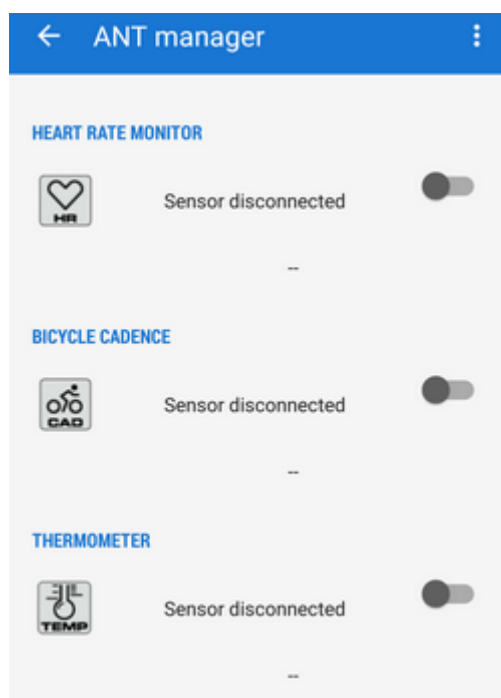 ANT manager
HEART RATE MONITOR
HR
Sensor disconnected
--
BICYCLE CADENCE
CAD
Sensor disconnected
--
THERMOMETER
TEMP
Sensor disconnected
--